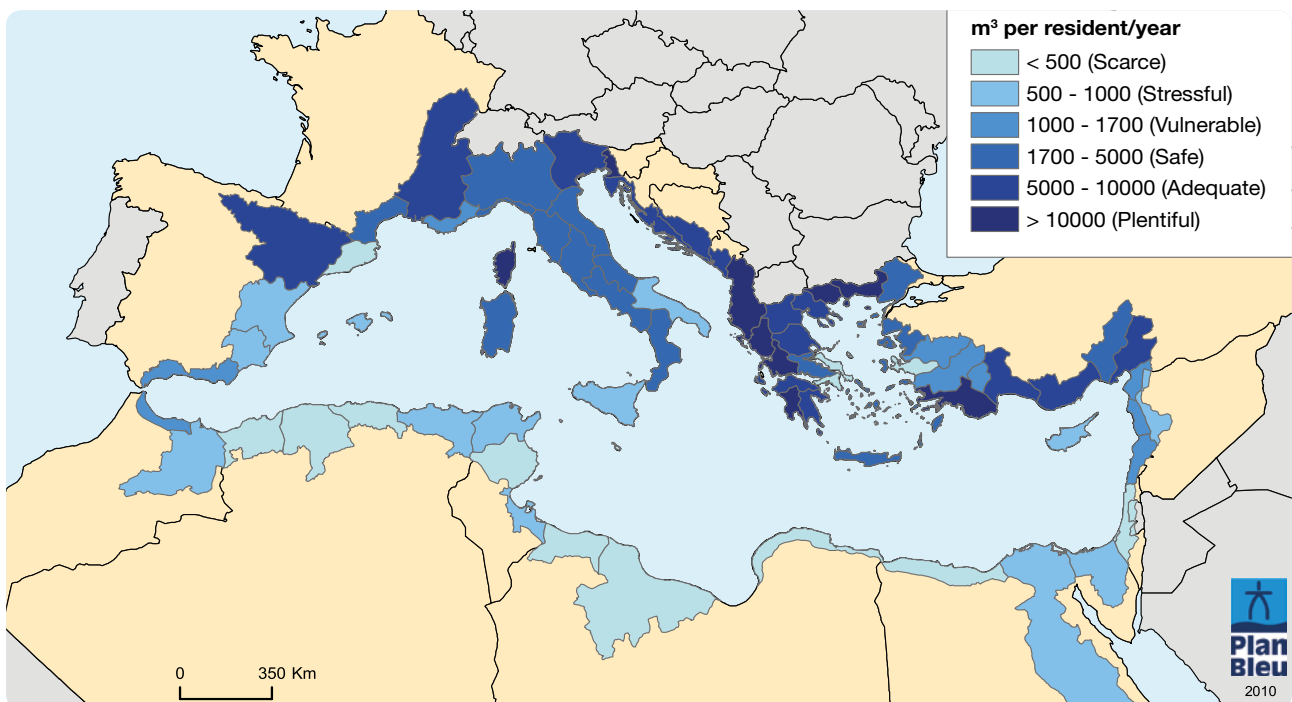 m³ per resident/year
< 500 (Scarce)
500 - 1000 (Stressful)
1000 - 1700 (Vulnerable)
1700 - 5000 (Safe)
5000 - 10000 (Adequate)
> 10000 (Plentiful)
0 350 Km
Plan
Bleu
2010